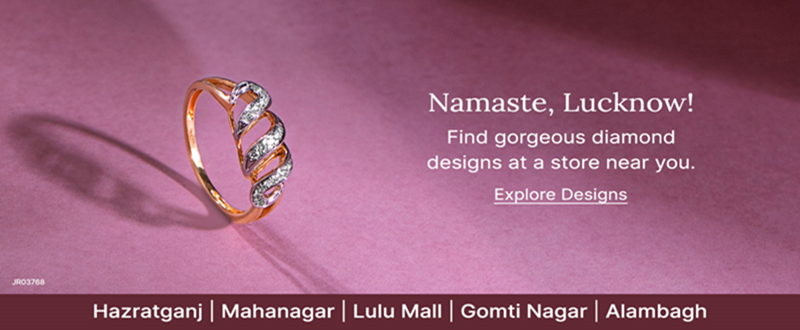 Namaste, Lucknow!
Find gorgeous diamond
designs at a store near you.
Explore Designs
JR03768
Hazratganj | Mahanagar | Lulu Mall | Gomti Nagar | Alambagh